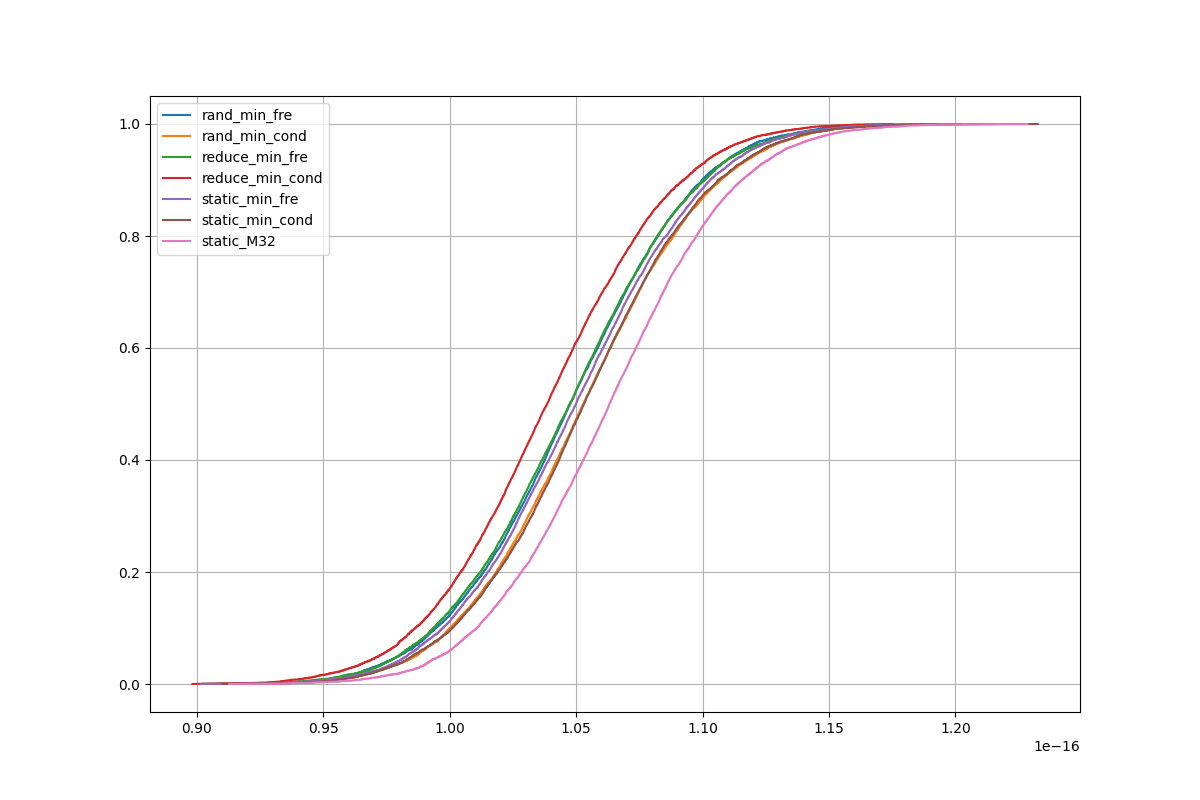 rand_min_fre
rand_min_cond
reduce_min_fre
reduce_min_cond
static_min_fre
static_min_cond
static_M32
1.0
0.8
0.6
0.4
0.2
0.0
0.90 0.95 1.00 1.05 1.10 1.15 1.20
1e−16